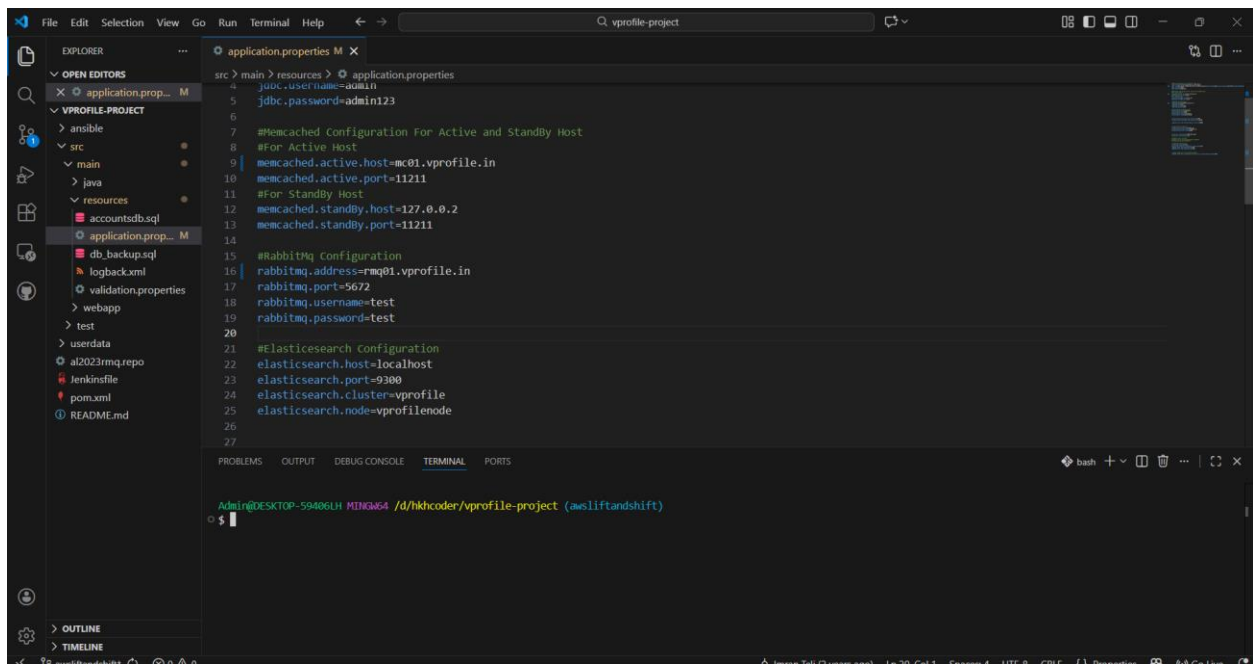 File Edit Selection View Go Run Terminal Help
vprofile-project
EXPLORER
OPEN EDITORS
application.prop... M
VPROFILE-PROJECT
ansible
src
main
java
resources
accountsdb.sql
application.prop... M
db_backup.sql
logback.xml
validation.properties
webapp
test
userdata
al2023rmq.repo
Jenkinsfile
pom.xml
README.md
OUTLINE
TIMELINE
application.properties M
src > main > resources > application.properties
4 jdbc.username=admin
5 jdbc.password=admin123
6
7 #Memcached Configuration For Active and StandBy Host
8 #For Active Host
9 memcached.active.host=mc01.vprofile.in
10 memcached.active.port=11211
11 #For StandBy Host
12 memcached.standBy.host=127.0.0.2
13 memcached.standBy.port=11211
14
15 #RabbitMq Configuration
16 rabbitmq.address=rmq01.vprofile.in
17 rabbitmq.port=5672
18 rabbitmq.username=test
19 rabbitmq.password=test
20
21 #Elasticesearch Configuration
22 elasticsearch.host=localhost
23 elasticsearch.port=9300
24 elasticsearch.cluster=vprofile
25 elasticsearch.node=vprofilenode
26
27
PROBLEMS OUTPUT DEBUG CONSOLE TERMINAL PORTS
bash
Admin@DESKTOP-59406LH MINGW64 /d/hkhcoder/vprofile-project (awsliftandshift)
$
Imran Teli (2 years ago) Ln 20, Col 1 Spaces: 4 UTF-8 CRLF Properties Go Live